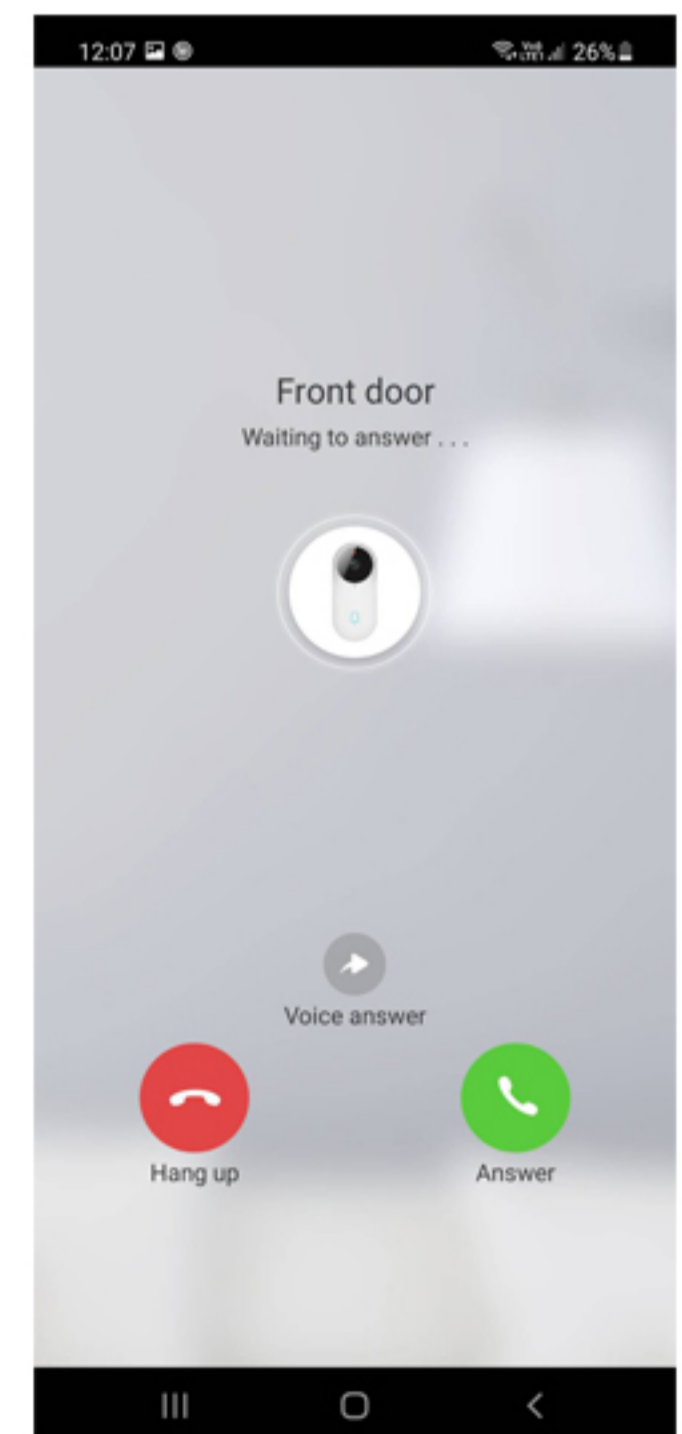 12:07
26%
Front door
Waiting to answer . . .
Voice answer
Hang up
Answer